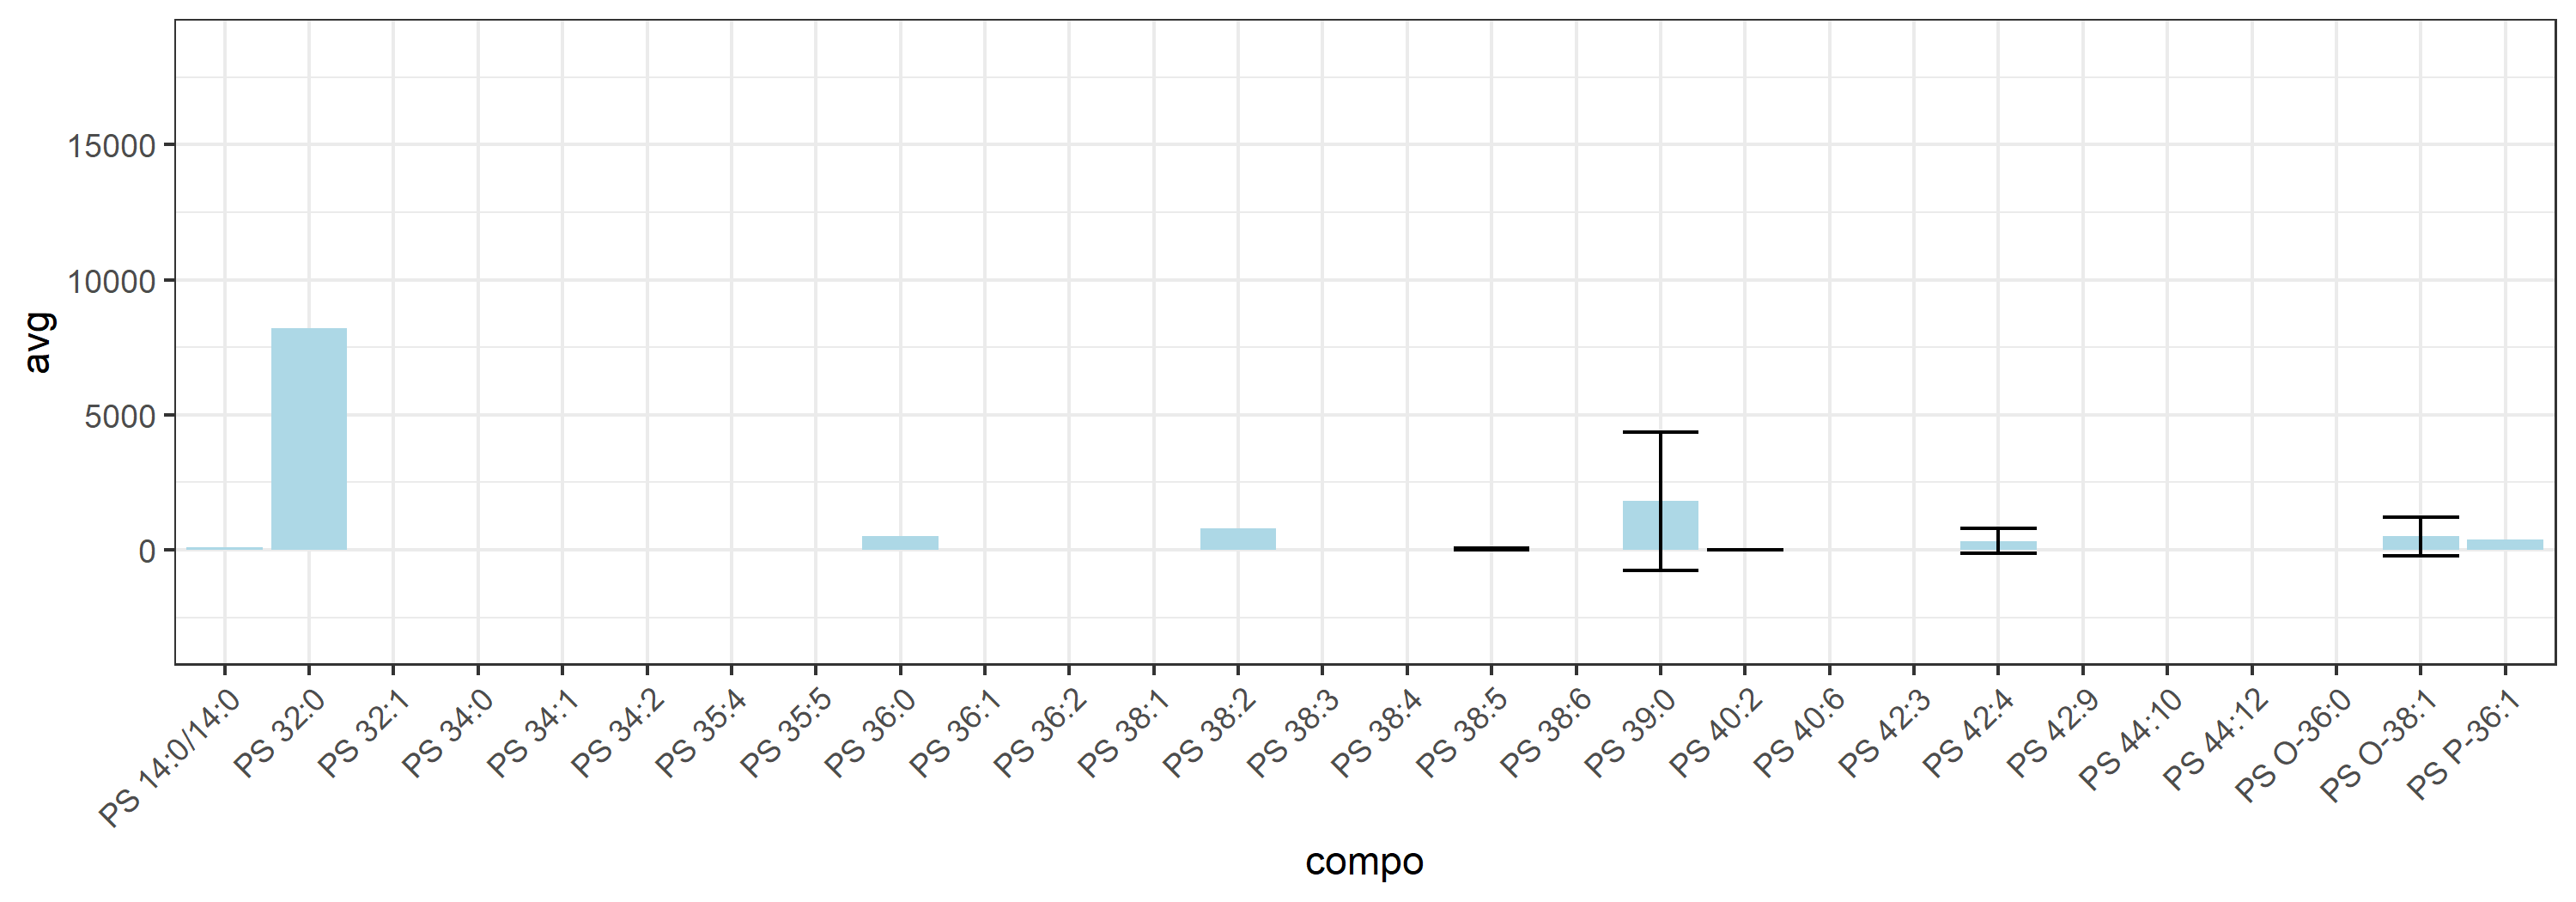 avg
15000
10000
5000
0
PS 14:0/14:0
PS 32:0
PS 32:1
PS 34:0
PS 34:1
PS 34:2
PS 35:4
PS 35:5
PS 36:0
PS 36:1
PS 36:2
PS 38:1
PS 38:2
PS 38:3
PS 38:4
PS 38:5
PS 38:6
PS 39:0
PS 40:2
PS 40:6
PS 42:3
PS 42:4
PS 42:9
PS 44:10
PS 44:12
PS O-36:0
PS O-38:1
PS P-36:1
compo